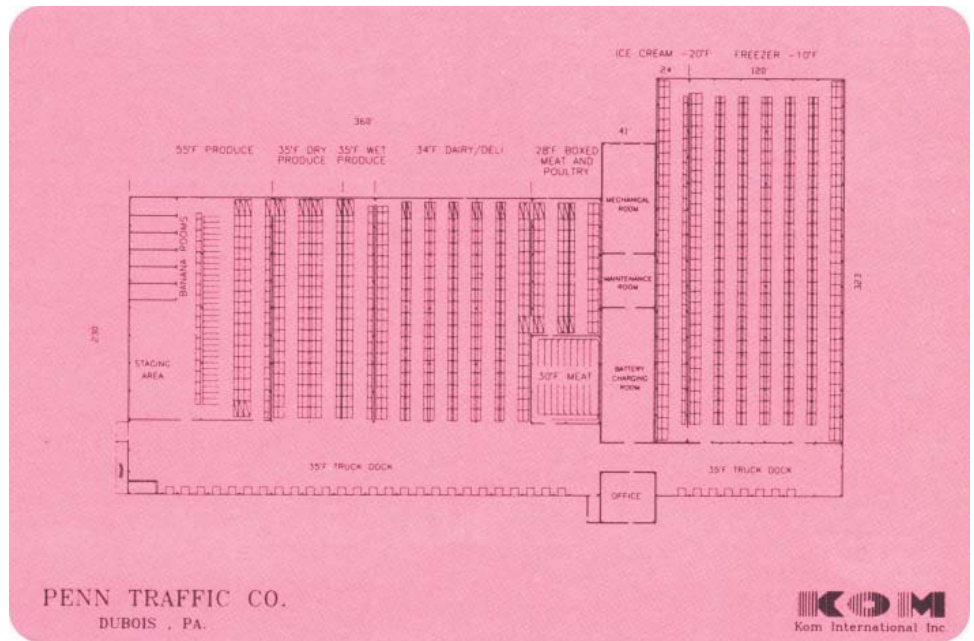 ICE CREAM -20°F FREEZER -10°F
24 120'
360'
41'
55°F PRODUCE
35°F DRY
PRODUCE
35°F WET
PRODUCE
34°F DAIRY/DELI
28°F BOXED
MEAT AND
POULTRY
MECHANICAL
ROOM
BANANA ROOMS
MAINTENANCE
ROOM
323
230
STAGING
AREA
30°F MEAT
BATTERY
CHARGING
ROOM
35°F TRUCK DOCK
35°F TRUCK DOCK
OFFICE
PENN TRAFFIC CO.
DUBOIS , PA.
KOM
Kom International Inc.